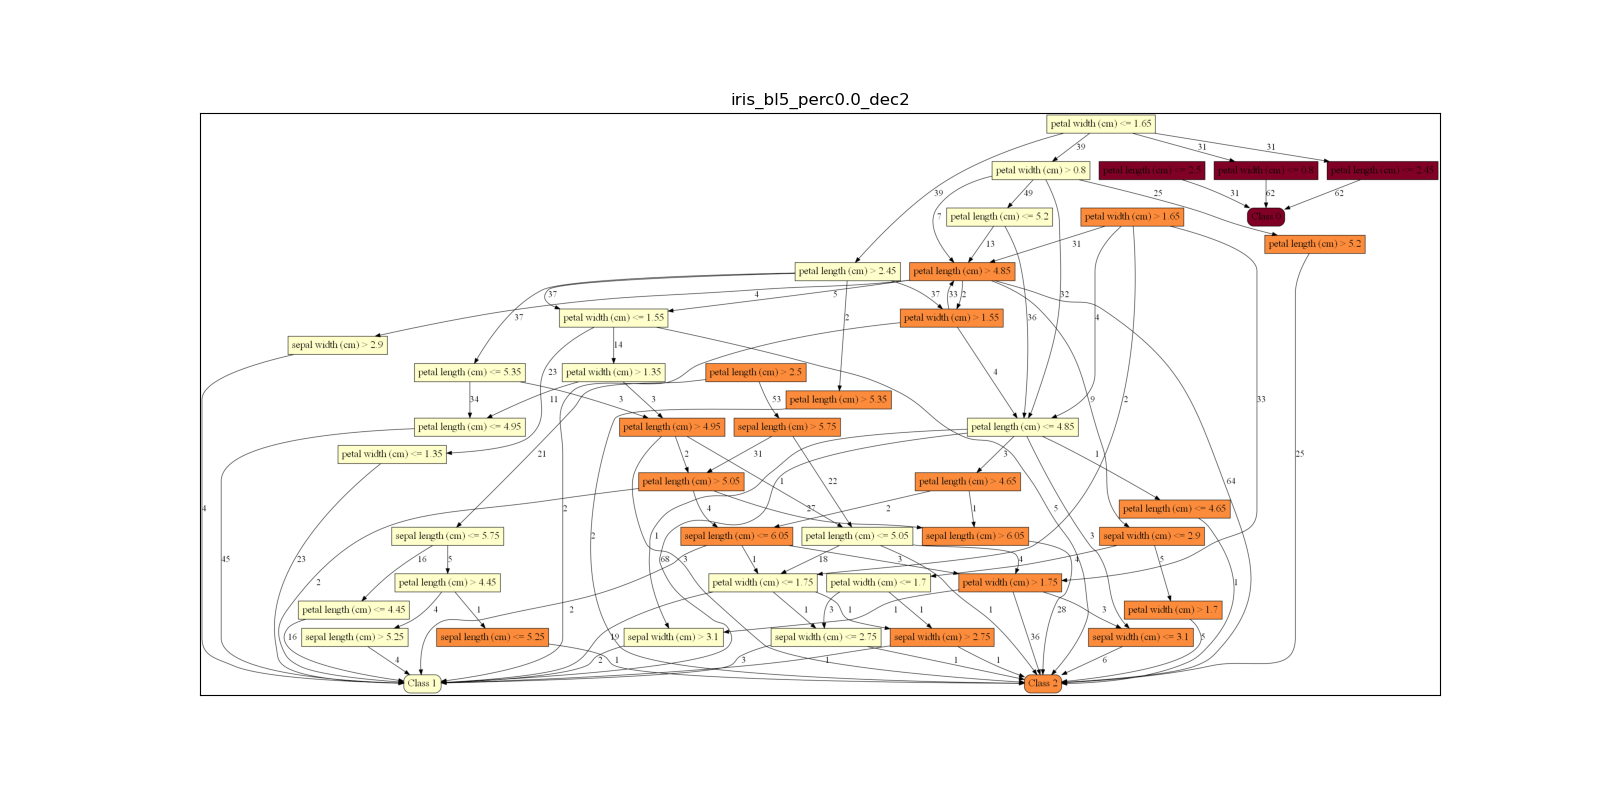 iris_bl5_perc0.0_dec2
petal width (cm) <= 1.65
39
31
31
petal width (cm) > 0.8
petal length (cm) <= 2.5
petal width (cm) <= 0.8
petal length (cm) <= 2.45
39
49
25
31
62
62
7
petal length (cm) <= 5.2
petal width (cm) > 1.65
Class 0
13
31
petal length (cm) > 5.2
petal length (cm) > 2.45
petal length (cm) > 4.85
37
4
5
37
33
2
32
37
petal width (cm) <= 1.55
2
petal width (cm) > 1.55
36
4
sepal width (cm) > 2.9
14
petal length (cm) <= 5.35
petal width (cm) > 1.35
23
petal length (cm) > 2.5
4
34
11
3
3
53
petal length (cm) > 5.35
9
2
33
petal length (cm) <= 4.95
petal length (cm) > 4.95
sepal length (cm) > 5.75
petal length (cm) <= 4.85
petal width (cm) <= 1.35
21
2
31
3
1
25
petal length (cm) > 5.05
1
22
petal length (cm) > 4.65
64
4
2
4
27
2
1
5
petal length (cm) <= 4.65
sepal length (cm) <= 5.75
2
1
sepal length (cm) <= 6.05
petal length (cm) <= 5.05
sepal length (cm) > 6.05
3
sepal width (cm) <= 2.9
45
23
16
5
68
3
1
18
3
4
4
5
2
petal length (cm) > 4.45
petal width (cm) <= 1.75
petal width (cm) <= 1.7
petal width (cm) > 1.75
1
petal length (cm) <= 4.45
4
1
2
1
1
3
1
1
1
28
3
petal width (cm) > 1.7
16
sepal length (cm) > 5.25
sepal length (cm) <= 5.25
19
sepal width (cm) > 3.1
sepal width (cm) <= 2.75
sepal width (cm) > 2.75
36
sepal width (cm) <= 3.1
5
4
2
1
3
1
1
1
6
Class 1
Class 2